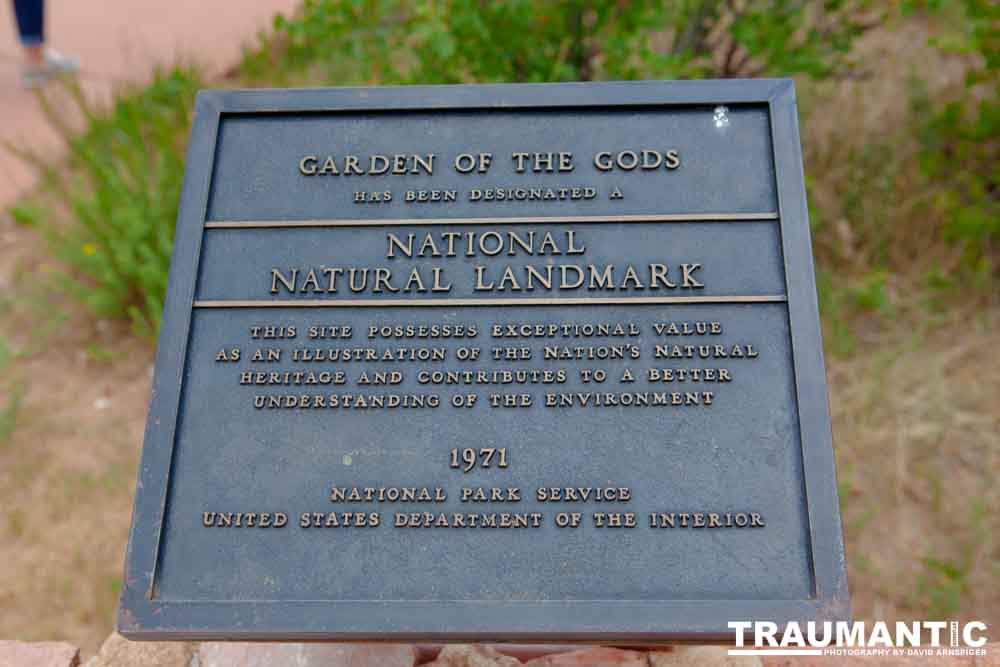 GARDEN OF THE GODS
HAS BEEN DESIGNATED A
NATIONAL
NATURAL LANDMARK
THIS SITE POSSESSES EXCEPTIONAL VALUE
AS AN ILLUSTRATION OF THE NATION'S NATURAL
HERITAGE AND CONTRIBUTES TO A BETTER
UNDERSTANDING OF THE ENVIRONMENT
1971
NATIONAL PARK SERVICE
UNITED STATES DEPARTMENT OF THE INTERIOR
TRAUMANTIC
PHOTOGRAPHY BY DAVID ARNSPIGER